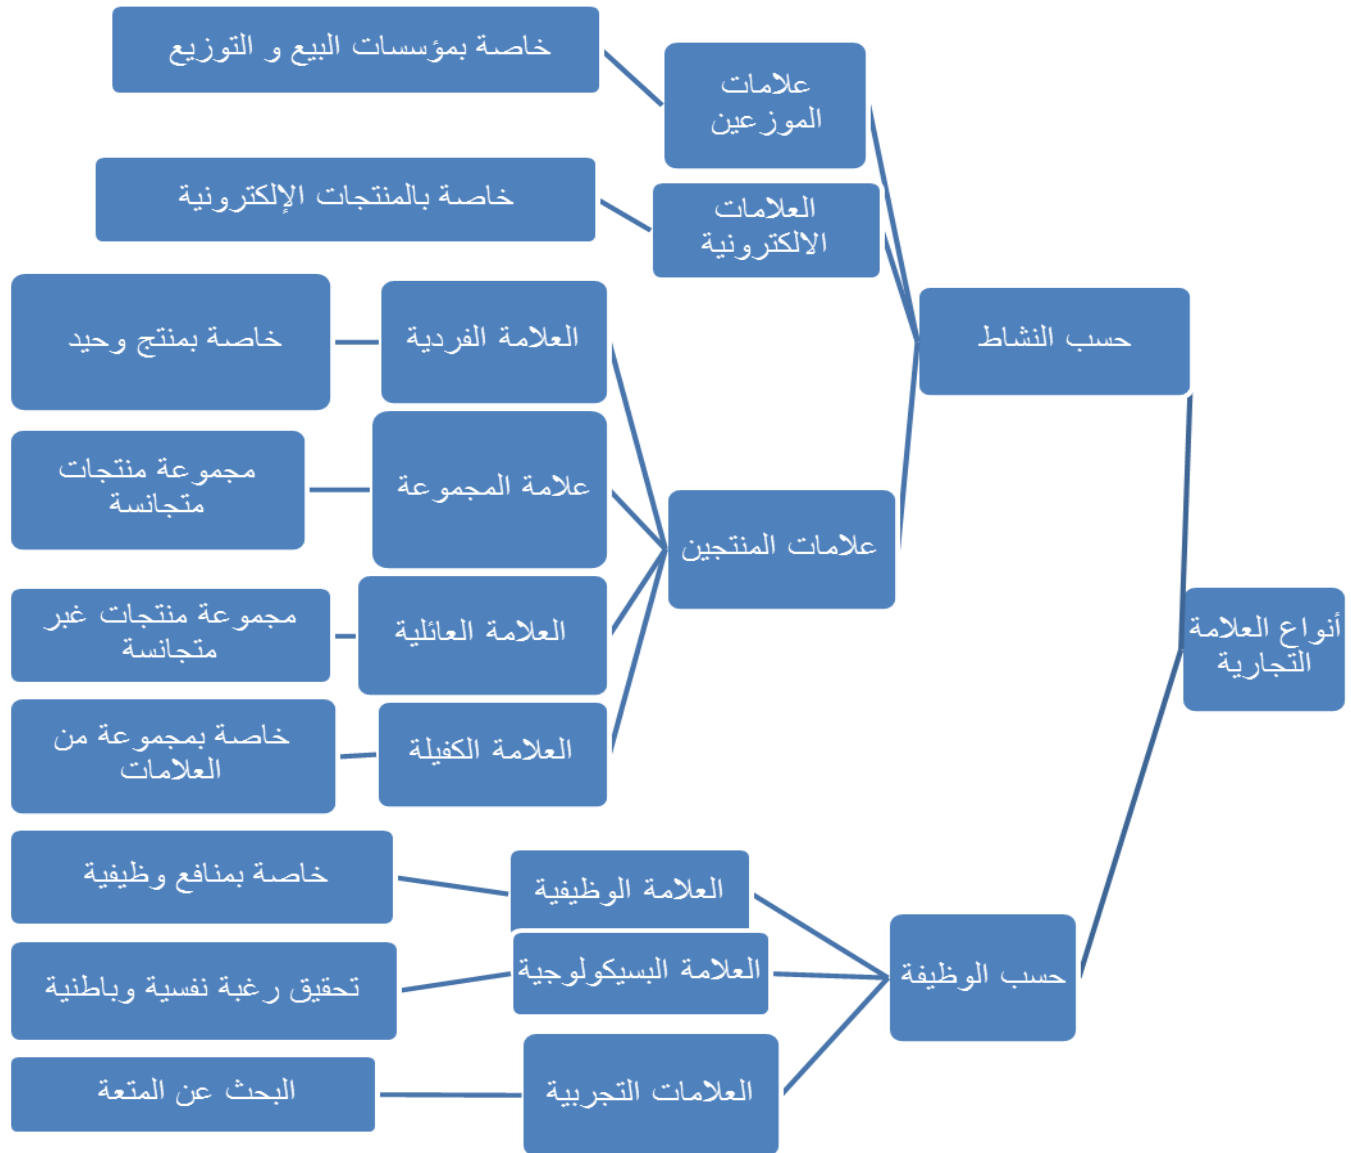 أنواع العلامة
التجارية
حسب النشاط
علامات
الموزعين
خاصة بمؤسسات البيع و التوزيع
العلامات
الالكترونية
خاصة بالمنتجات الإلكترونية
علامات المنتجين
العلامة الفردية
خاصة بمنتج وحيد
علامة المجموعة
مجموعة منتجات
متجانسة
العلامة العائلية
مجموعة منتجات غبر
متجانسة
العلامة الكفيلة
خاصة بمجموعة من
العلامات
حسب الوظيفة
العلامة الوظيفية
خاصة بمنافع وظيفية
العلامة البسيكولوجية
تحقيق رغبة نفسية وباطنية
العلامات التجربية
البحث عن المتعة